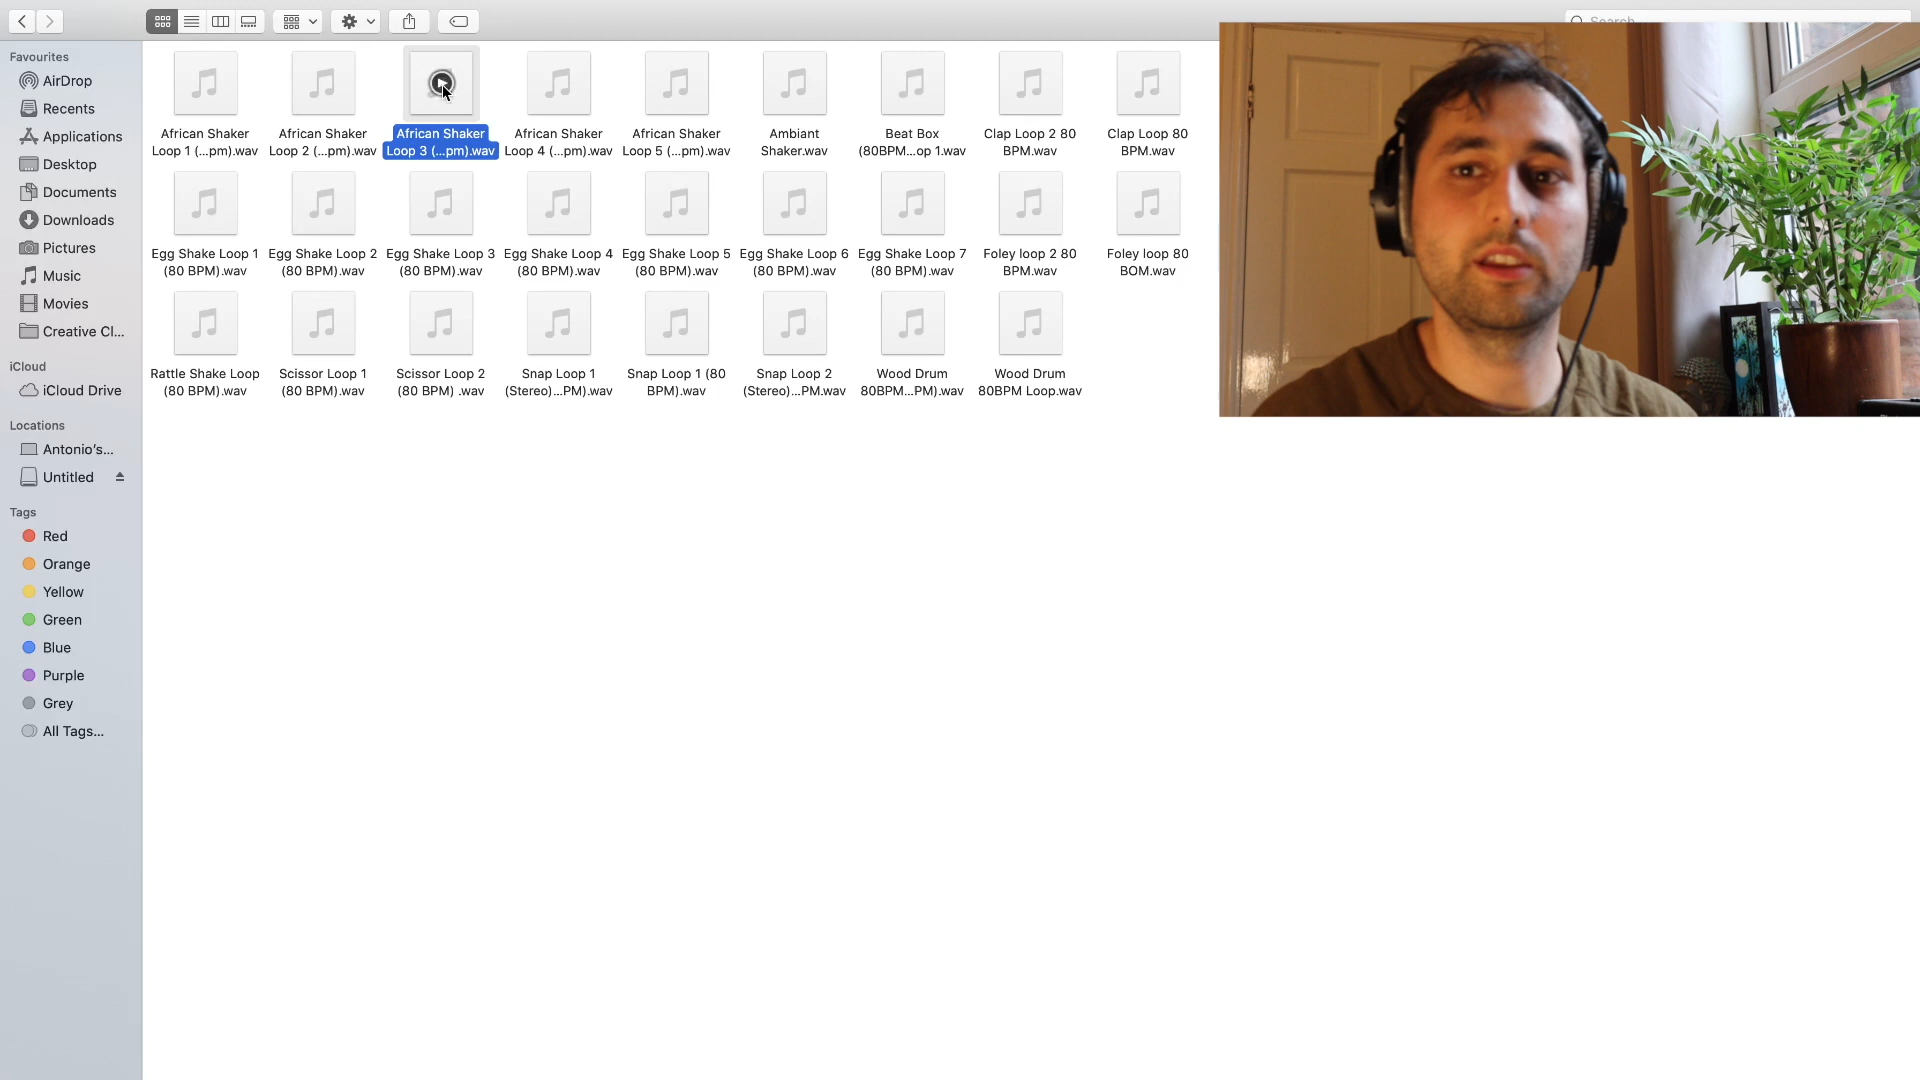 Search
Favourites
AirDrop
Recents
Applications
Desktop
Documents
Downloads
Pictures
Music
Movies
Creative Cl...
iCloud
iCloud Drive
Locations
Antonio's...
Untitled
Tags
Red
Orange
Yellow
Green
Blue
Purple
Grey
All Tags...
African Shaker
Loop 1 (...pm).wav
African Shaker
Loop 2 (...pm).wav
African Shaker
Loop 3 (...pm).wav
African Shaker
Loop 4 (...pm).wav
African Shaker
Loop 5 (...pm).wav
Ambiant
Shaker.wav
Beat Box
(80BPM...op 1.wav
Clap Loop 2 80
BPM.wav
Clap Loop 80
BPM.wav
Egg Shake Loop 1
(80 BPM).wav
Egg Shake Loop 2
(80 BPM).wav
Egg Shake Loop 3
(80 BPM).wav
Egg Shake Loop 4
(80 BPM).wav
Egg Shake Loop 5
(80 BPM).wav
Egg Shake Loop 6
(80 BPM).wav
Egg Shake Loop 7
(80 BPM).wav
Foley loop 2 80
BPM.wav
Foley loop 80
BOM.wav
Rattle Shake Loop
(80 BPM).wav
Scissor Loop 1
(80 BPM).wav
Scissor Loop 2
(80 BPM) .wav
Snap Loop 1
(Stereo)...PM).wav
Snap Loop 1 (80
BPM).wav
Snap Loop 2
(Stereo)...PM.wav
Wood Drum
80BPM...PM).wav
Wood Drum
80BPM Loop.wav